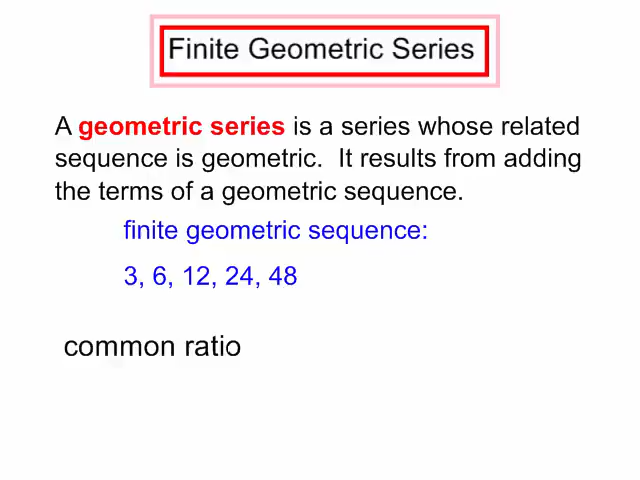 Finite Geometric Series
A geometric series is a series whose related
sequence is geometric.  It results from adding
the terms of a geometric sequence.
finite geometric sequence:
3, 6, 12, 24, 48
common ratio